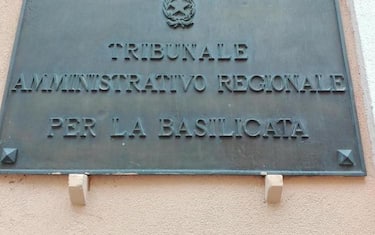 TRIBUNALE
AMMINISTRATIVO REGIONALE
PER LA BASILICATA